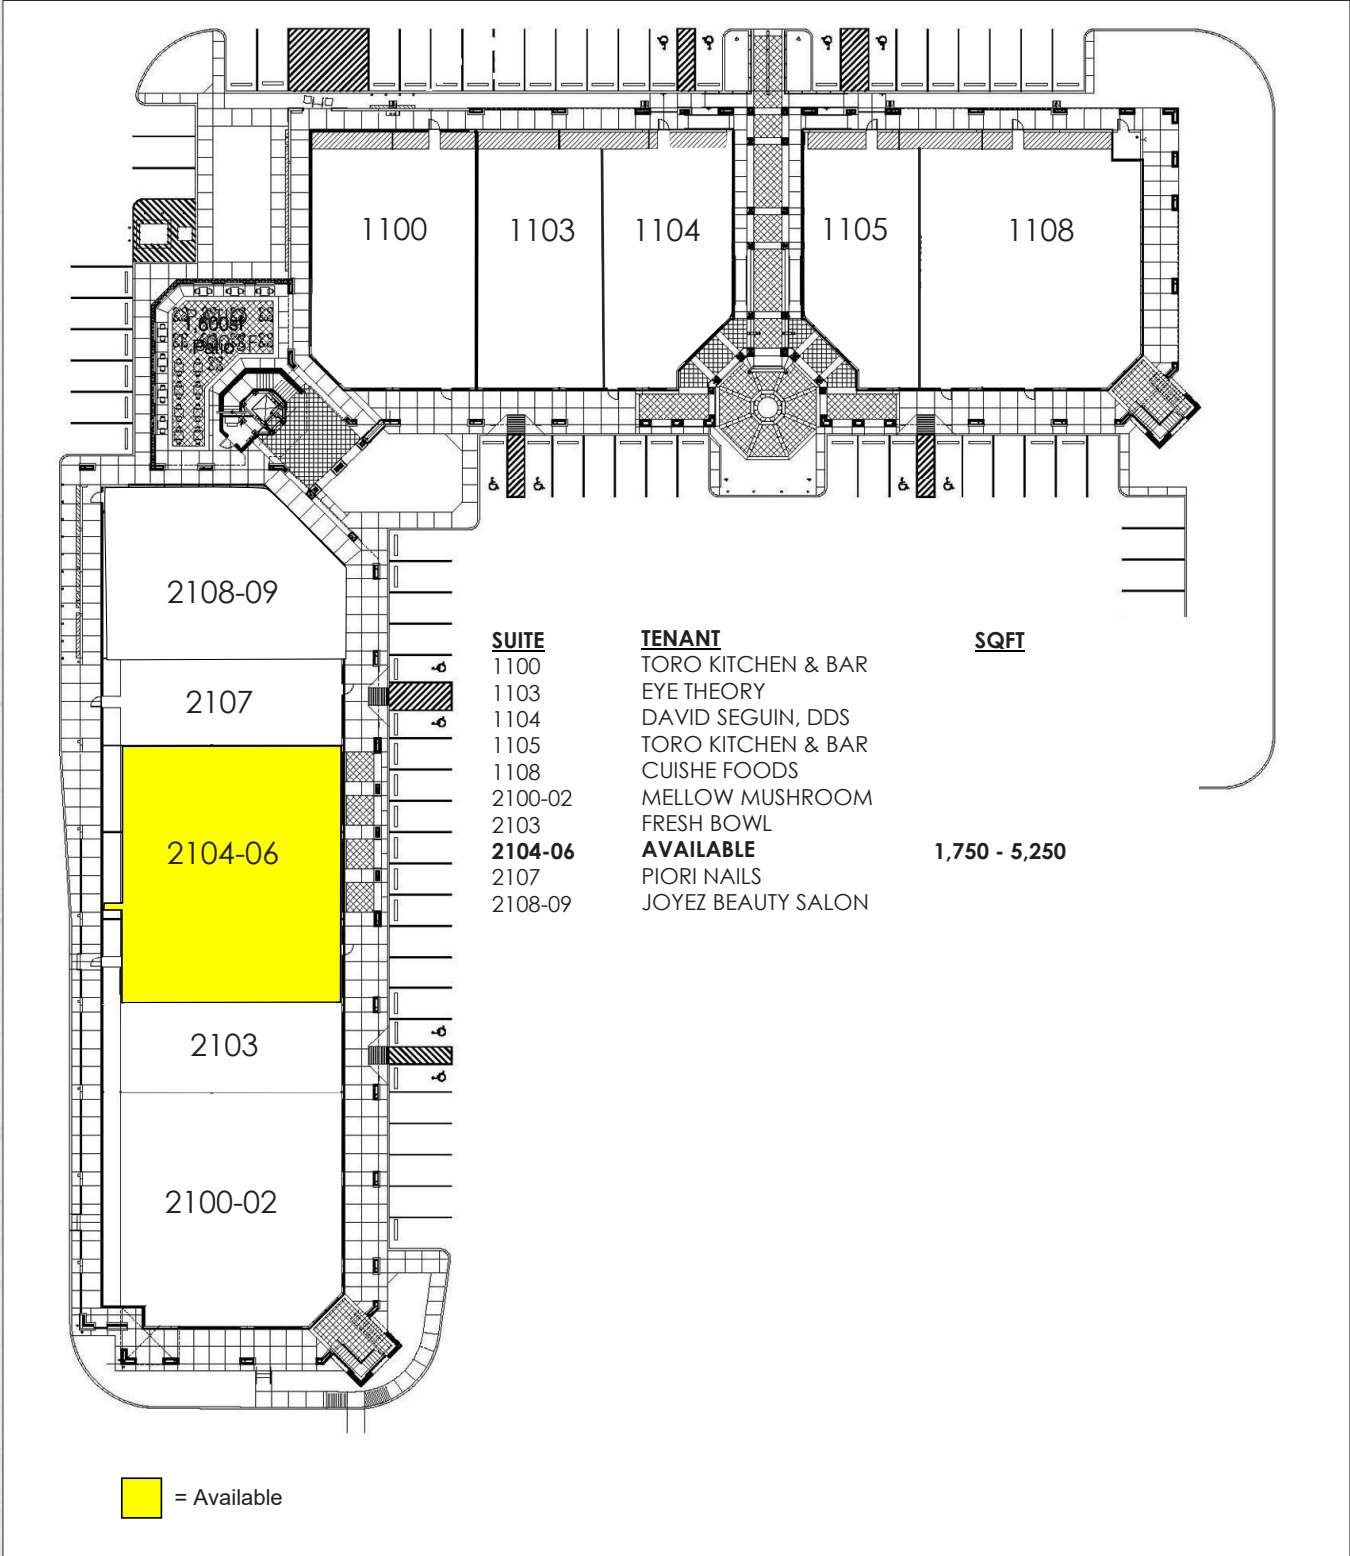 1100
1103
1104
1105
1108
2108-09
2107
2104-06
2103
2100-02
SUITE TENANT SQFT
1100 TORO KITCHEN & BAR
1103 EYE THEORY
1104 DAVID SEGUIN, DDS
1105 TORO KITCHEN & BAR
1108 CUISHE FOODS
2100-02 MELLOW MUSHROOM
2103 FRESH BOWL
2104-06 AVAILABLE 1,750 - 5,250
2107 PIORI NAILS
2108-09 JOYEZ BEAUTY SALON
= Available